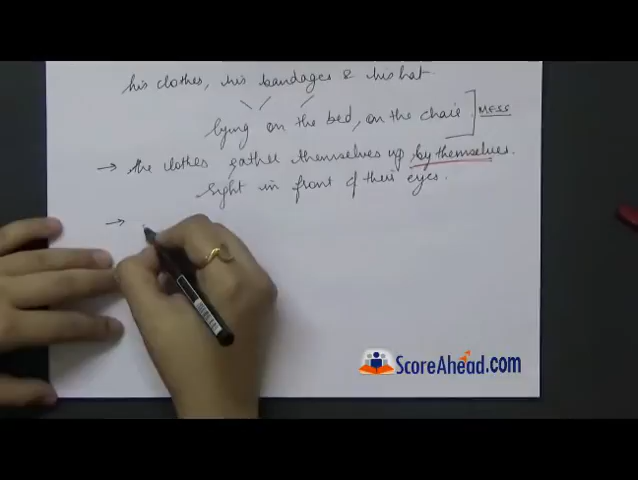 his clothes, his bandages & his hat.
lying on the bed, on the chair. MESS
→ the clothes gather themselves up by themselves.
right in front of their eyes.
→
ScoreAhead.com